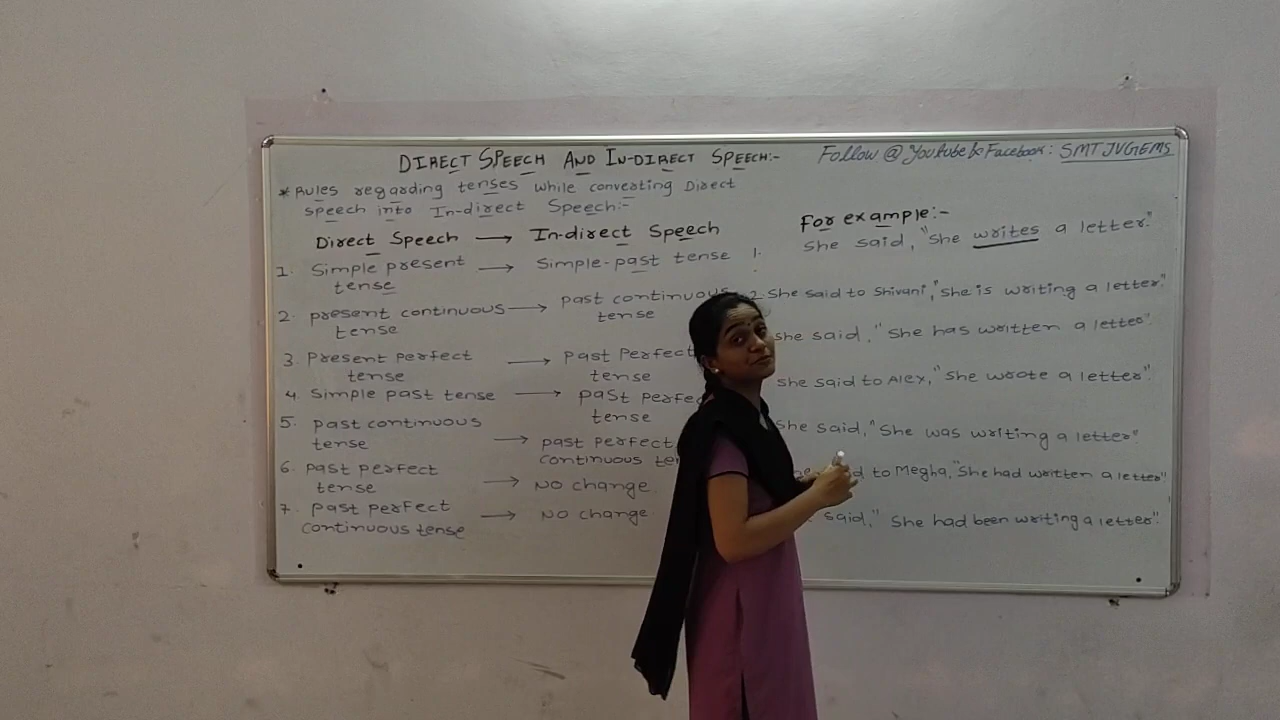 DIRECT SPEECH AND IN-DIRECT SPEECH:-
Follow @ Youtube & Facebook: SMT JVGEMS
* Rules regarding tenses while converting Direct
speech into In-direct Speech:-
Direct Speech → In-direct Speech
1. Simple present → Simple-past tense
tense
2. present continuous → past continuous
tense tense
3 Present perfect → past Perfect
tense tense
4 Simple past tense → past perfec
tense
5. past continuous
tense → past perfect
continuous te
6. past perfect → No change.
tense
7. past perfect → No change.
continuous tense
For example:-
1. She said, "She writes a letter."
2. She said to Shivani, "She is writing a letter"
she said, "She has written a letter".
she said to Alex, "She wrote a letter".
she said, "She was writing a letter"
to Megha, "She had written a letter"
said," She had been writing a letter".